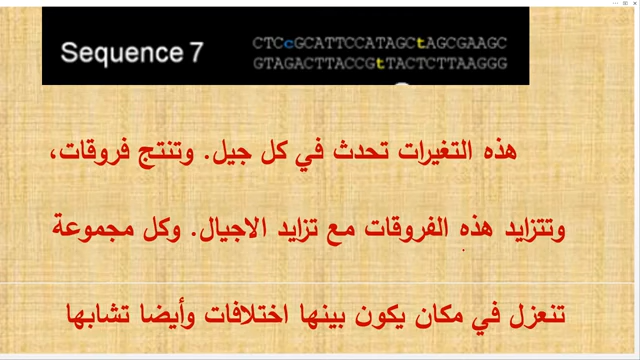 Sequence 7
CTCcGCATTCCATAGCtAGCGAAGC
GTAGACTTACCGtTACTCTTAAGGG
هذه التغيرات تحدث في كل جيل. وتنتج فروقات،
وتتزايد هذه الفروقات مع تزايد الاجيال. وكل مجموعة
تنعزل في مكان يكون بينها اختلافات وأيضا تشابها